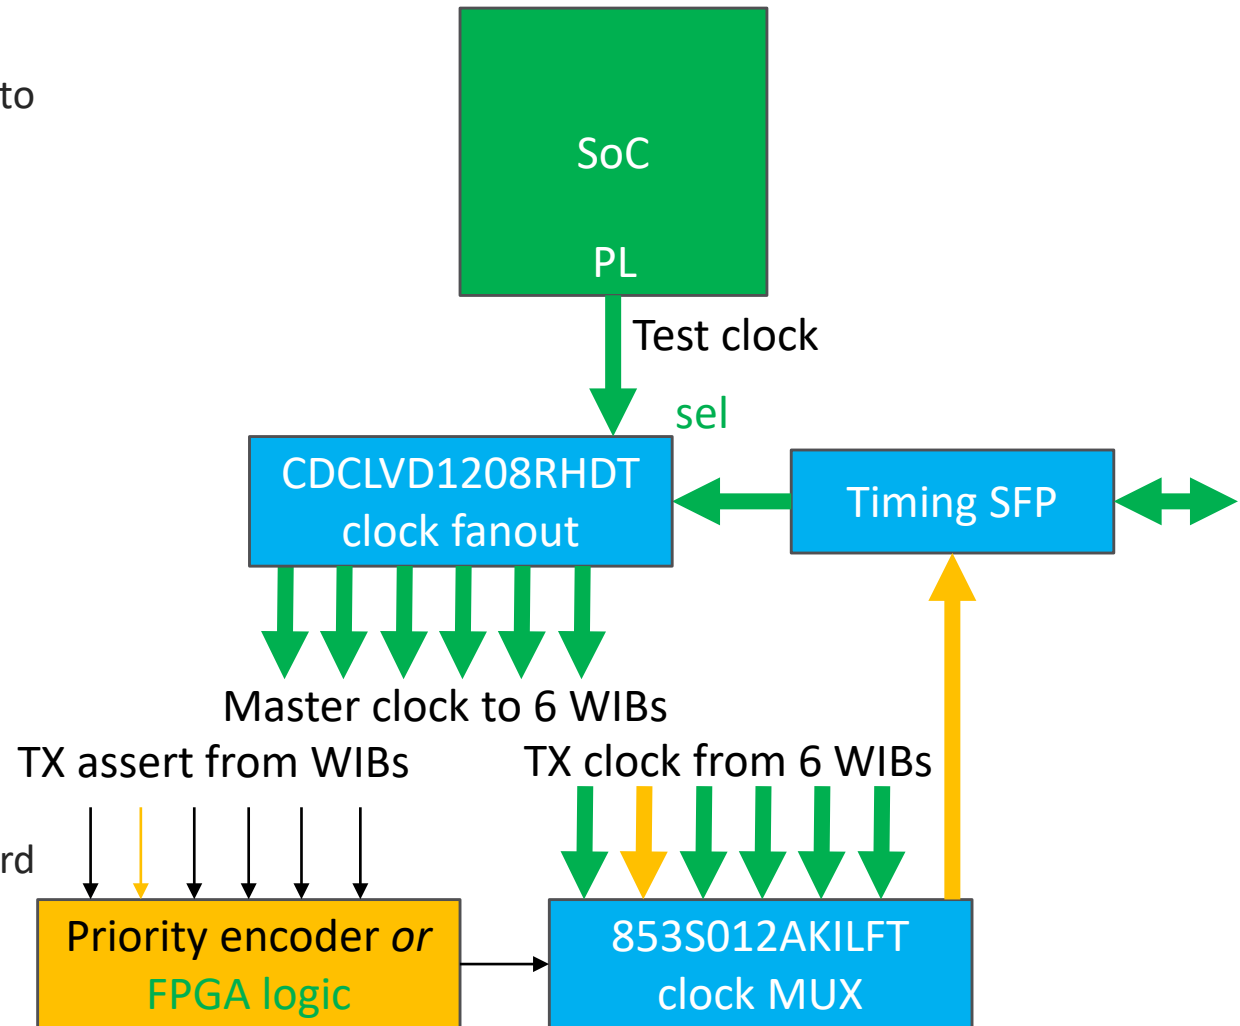 to
SoC
PL
Test clock
sel
CDCLVD1208RHDT
clock fanout
Timing SFP
Master clock to 6 WIBs
TX assert from WIBs
TX clock from 6 WIBs
rd
Priority encoder or
FPGA logic
853S012AKILFT
clock MUX